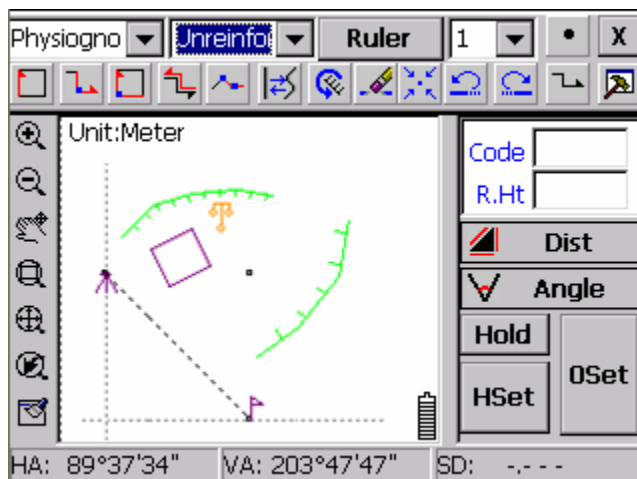 Physiogno Unreinfo Ruler 1 X
Unit:Meter
Code
R.Ht
Dist
Angle
Hold
HSet
0Set
HA: 89°37'34" VA: 203°47'47" SD: -.- - -